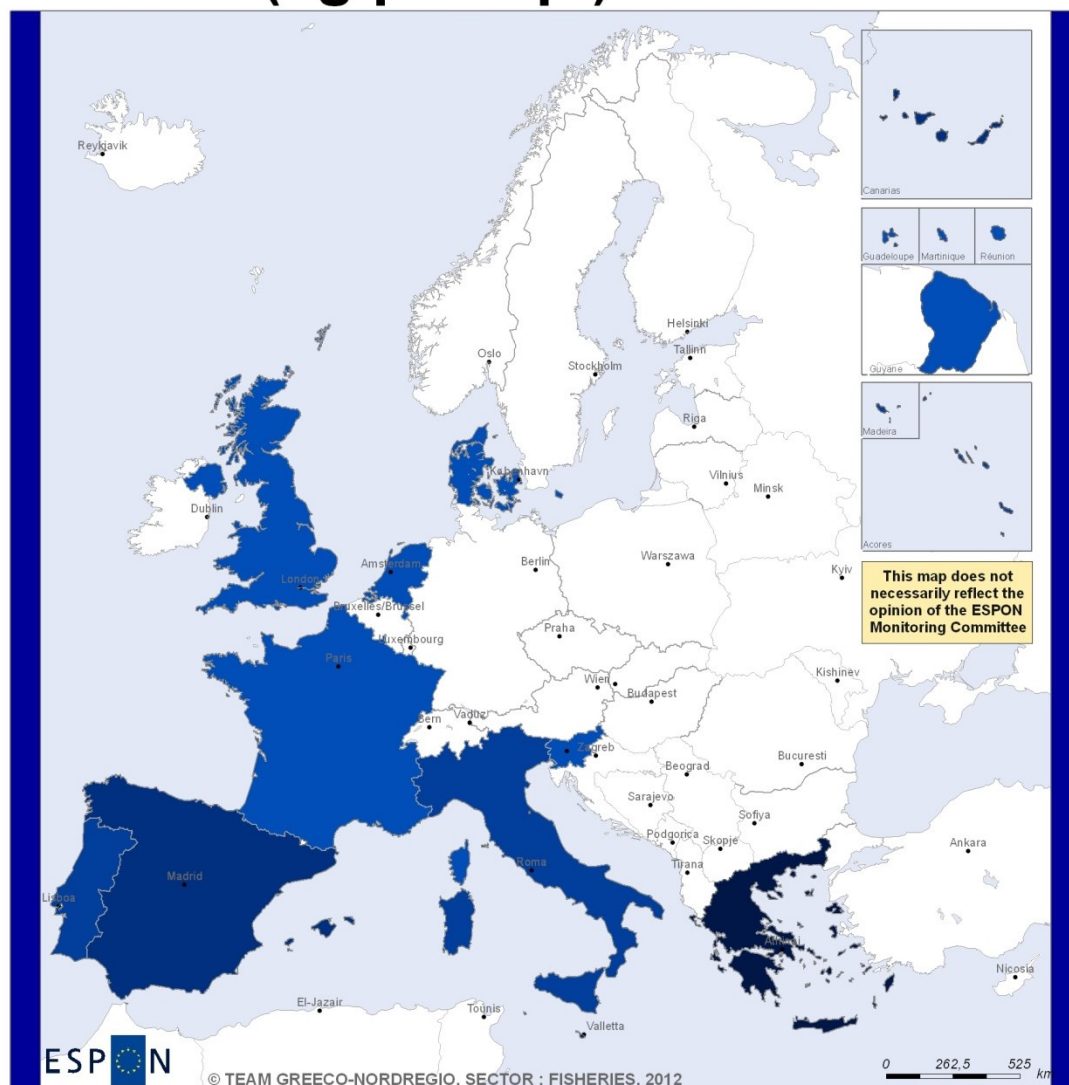 Reykjavik
Canarias
Guadeloupe
Martinique
Réunion
Guyane
Helsinki
Oslo
Tallinn
Stockholm
Madeira
Riga
København
Vilnius
Minsk
Dublin
Acores
Berlin
Warszawa
Amsterdam
Kyiv
London
This map does not
necessarily reflect the
opinion of the ESPON
Monitoring Committee
Bruxelles/Brussel
Praha
Luxembourg
Paris
Kishinev
Wien
Budapest
Vaduz
Bern
Zagreb
Bucuresti
Beograd
Sarajevo
Sofiya
Podgorica
Skopje
Ankara
Roma
Tirana
Madrid
Lisboa
Athinai
Nicosia
El-Jazair
Tounis
Valletta
ESPON
© TEAM GREECO-NORDREGIO, SECTOR : FISHERIES, 2012
0 262,5 525
km